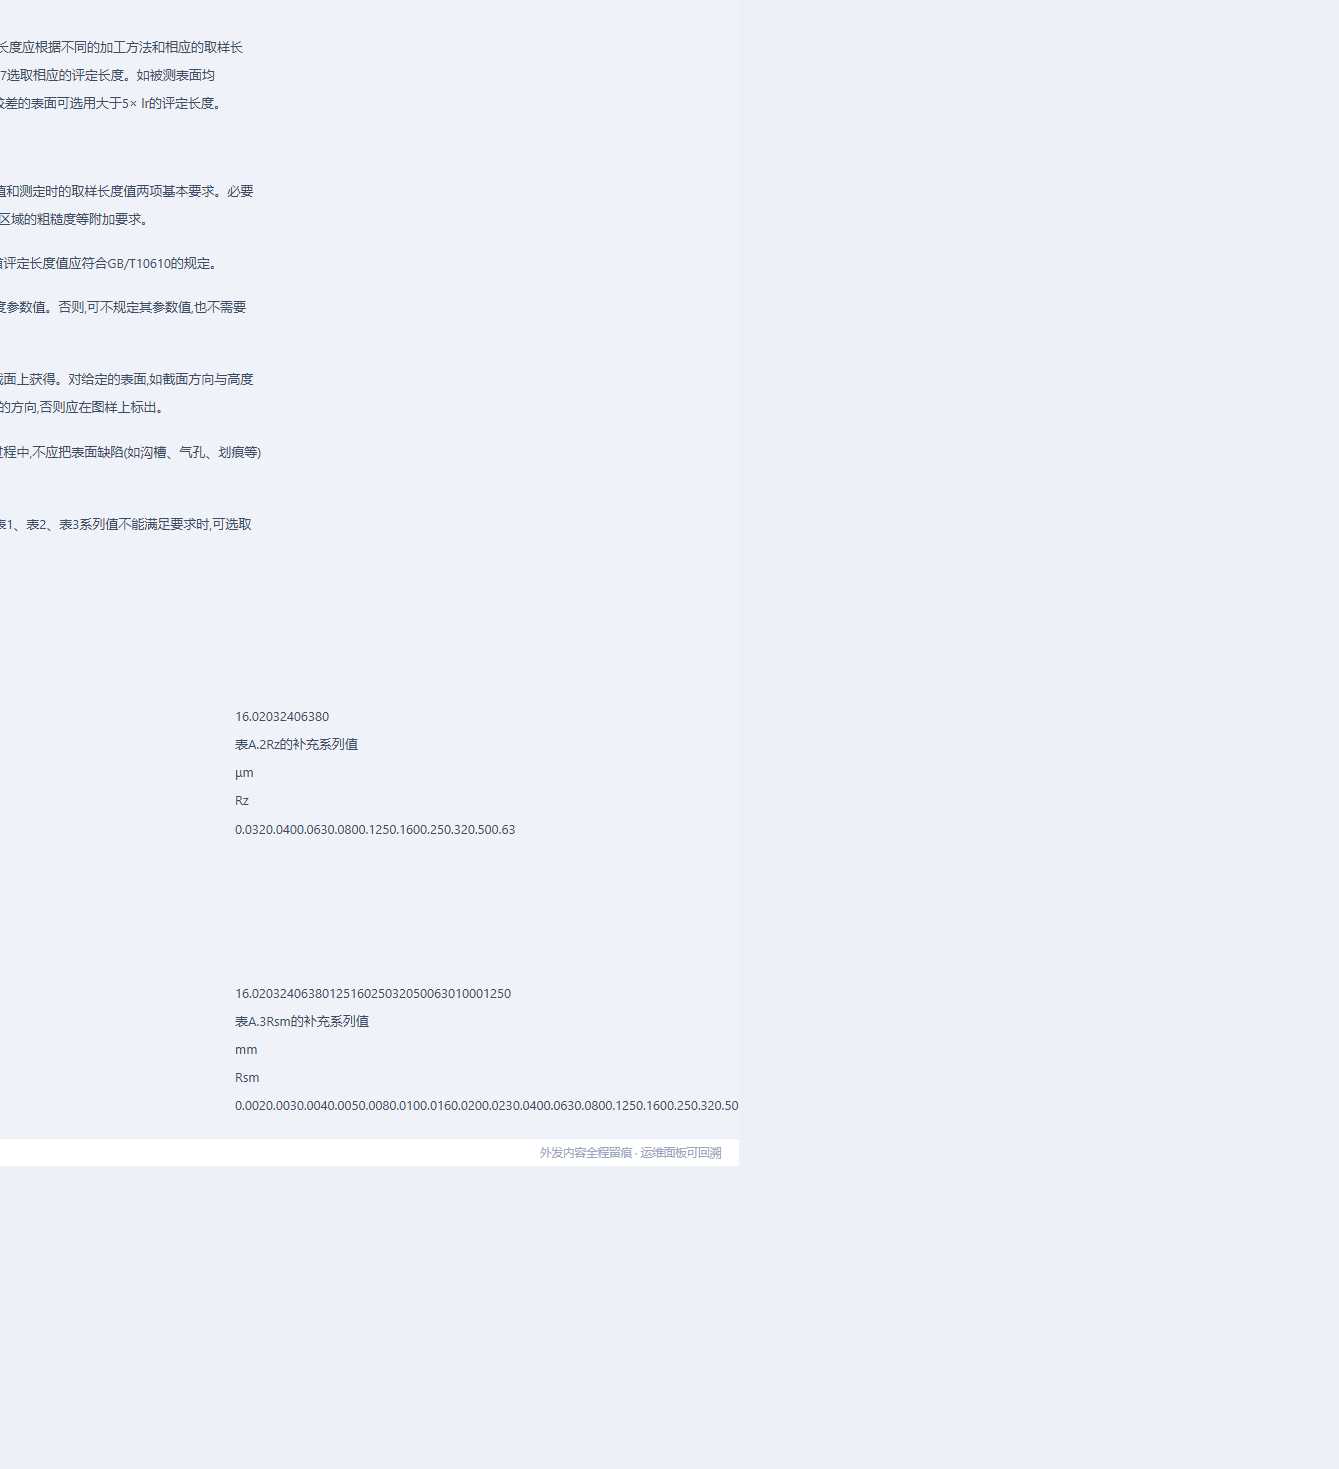 长度应根据不同的加工方法和相应的取样长
7选取相应的评定长度。如被测表面均
较差的表面可选用大于5× lr的评定长度。
值和测定时的取样长度值两项基本要求。必要
区域的粗糙度等附加要求。
评定长度值应符合GB/T10610的规定。
度参数值。否则,可不规定其参数值,也不需要
截面上获得。对给定的表面,如截面方向与高度
的方向,否则应在图样上标出。
过程中,不应把表面缺陷(如沟槽、气孔、划痕等)
表1、表2、表3系列值不能满足要求时,可选取
16.02032406380
表A.2Rz的补充系列值
μm
Rz
0.0320.0400.0630.0800.1250.1600.250.320.500.63
16.020324063801251602503205006301000​1250
表A.3Rsm的补充系列值
mm
Rsm
0.0020.0030.0040.0050.0080.0100.0160.0200.0230.0400.0630.0800.1250.1600.250.320.50
外发内容全程留痕 · 运维面板可回溯